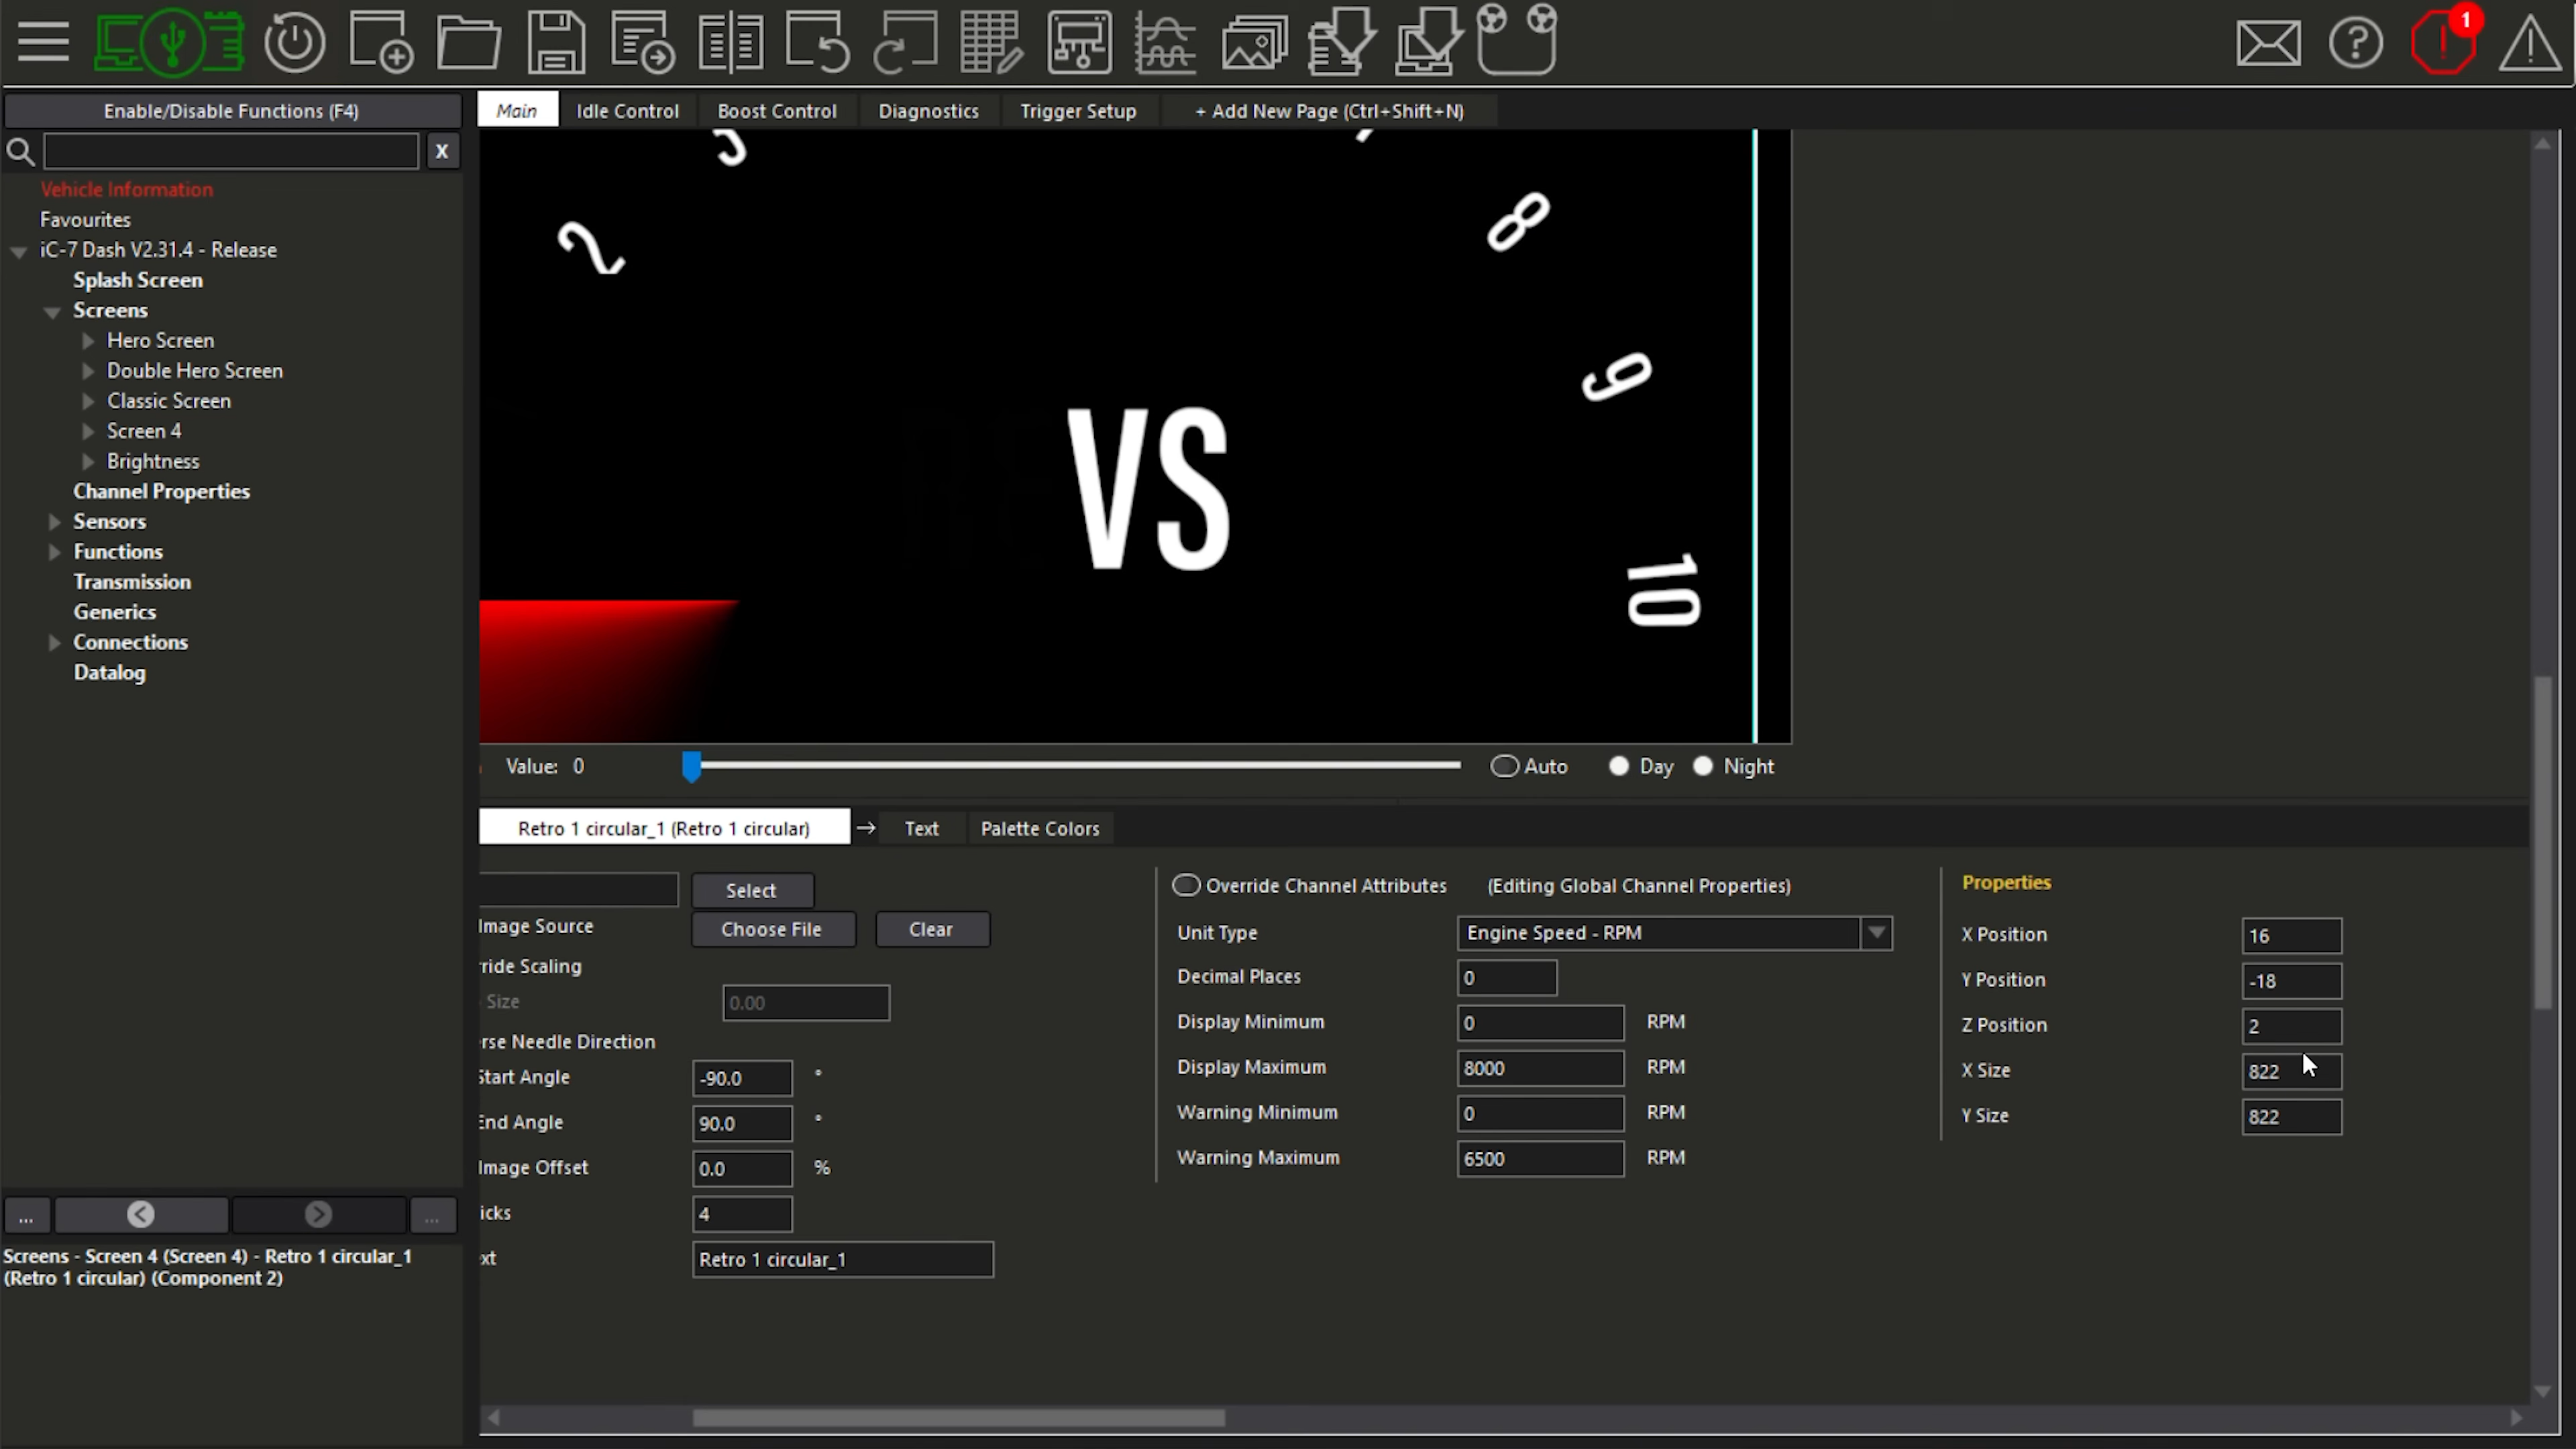 1
Enable/Disable Functions (F4)
Main
Idle Control
Boost Control
Diagnostics
Trigger Setup
+ Add New Page (Ctrl+Shift+N)
X
Vehicle Information
Favourites
iC-7 Dash V2.31.4 - Release
Splash Screen
Screens
Hero Screen
Double Hero Screen
Classic Screen
Screen 4
Brightness
Channel Properties
Sensors
Functions
Transmission
Generics
Connections
Datalog
...
...
Screens - Screen 4 (Screen 4) - Retro 1 circular_1
(Retro 1 circular) (Component 2)
2
8
9
10
VS
Value: 0
Auto
Day
Night
Retro 1 circular_1 (Retro 1 circular)
Text
Palette Colors
Select
Image Source
Choose File
Clear
ride Scaling
Size
0.00
rse Needle Direction
Start Angle
-90.0 °
End Angle
90.0 °
Image Offset
0.0 %
icks
4
xt
Retro 1 circular_1
Override Channel Attributes
(Editing Global Channel Properties)
Unit Type
Engine Speed - RPM
Decimal Places
0
Display Minimum
0 RPM
Display Maximum
8000 RPM
Warning Minimum
0 RPM
Warning Maximum
6500 RPM
Properties
X Position
16
Y Position
-18
Z Position
2
X Size
822
Y Size
822